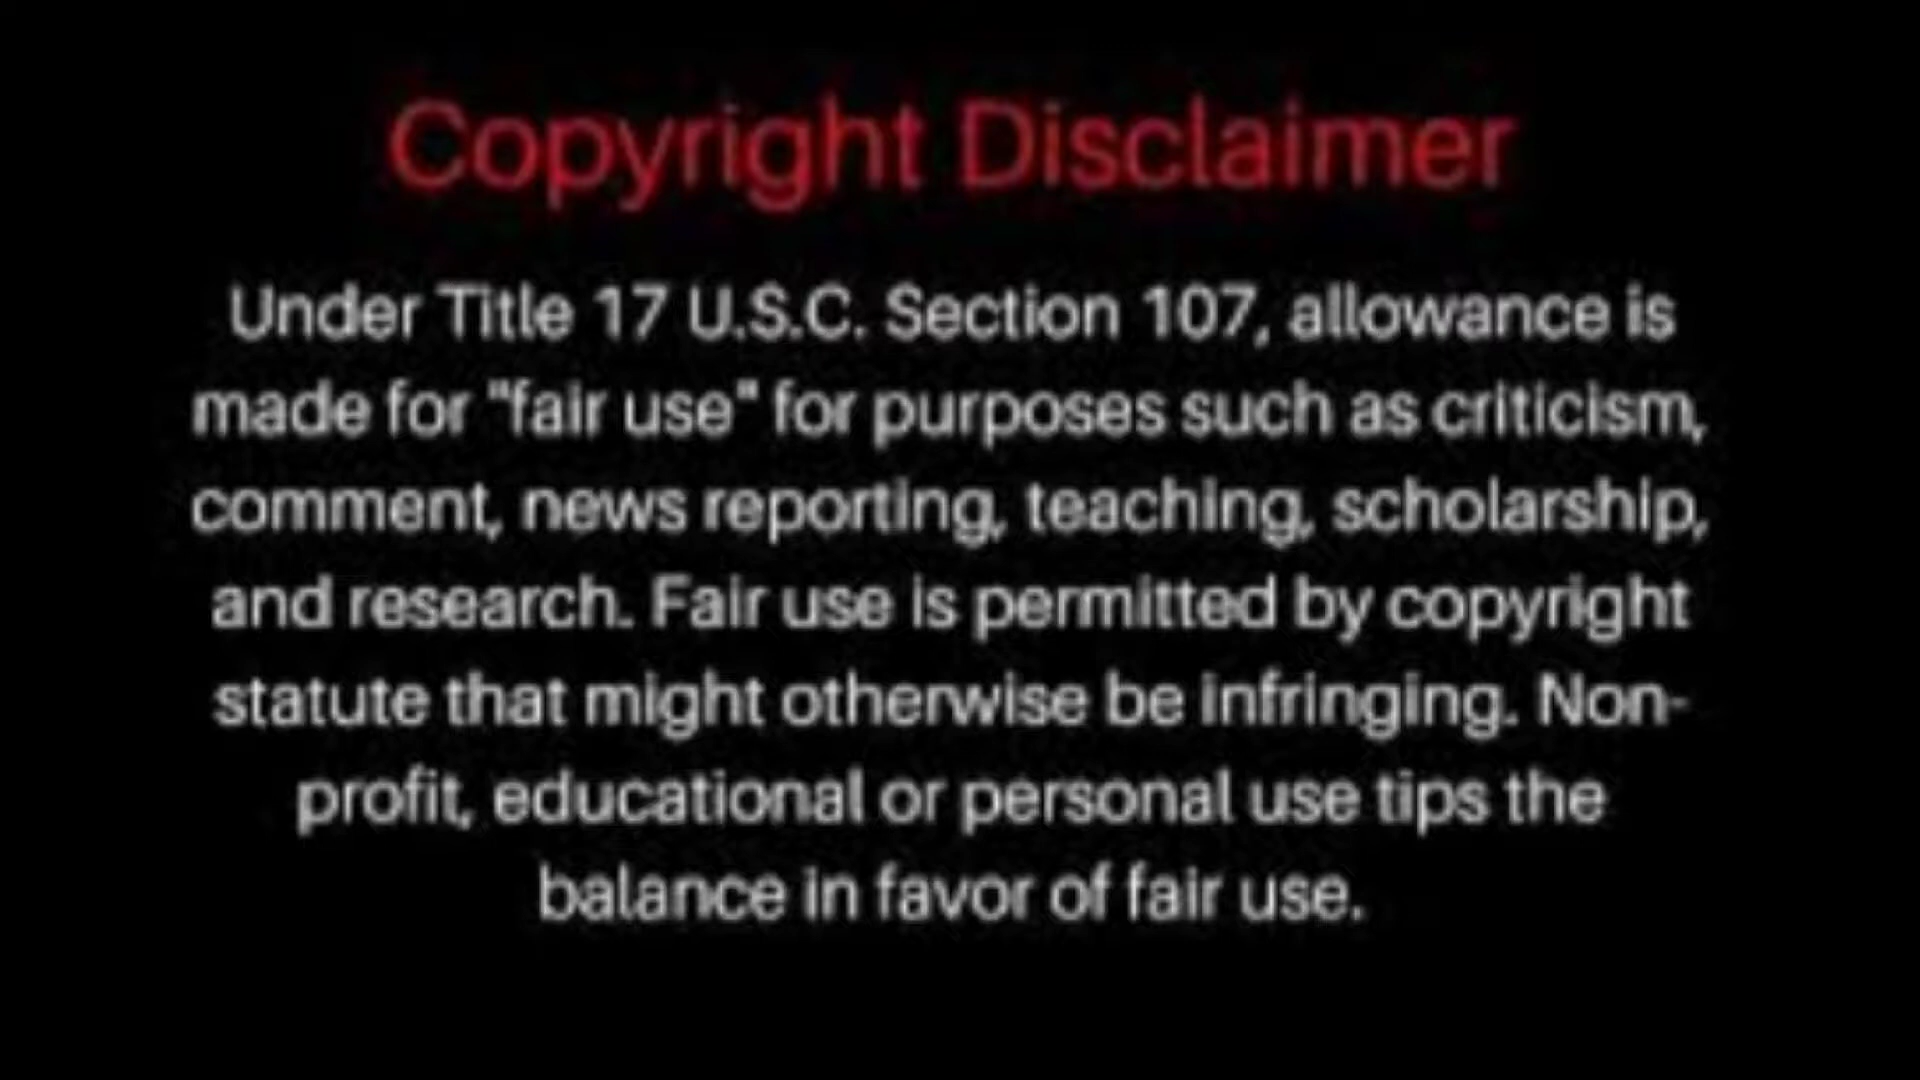 Copyright Disclaimer
Under Title 17 U.S.C. Section 107, allowance is
made for "fair use" for purposes such as criticism,
comment, news reporting, teaching, scholarship,
and research. Fair use is permitted by copyright
statute that might otherwise be infringing. Non-
profit, educational or personal use tips the
balance in favor of fair use.